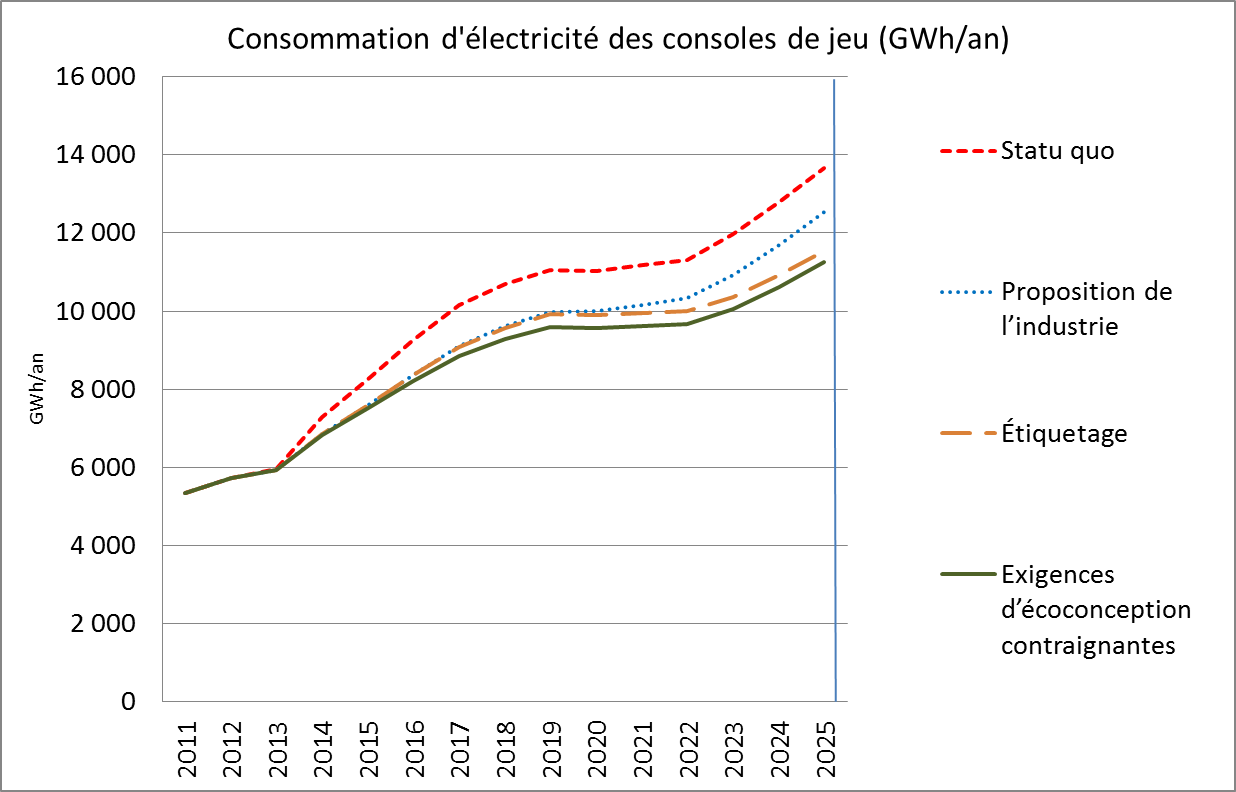 Consommation d'électricité des consoles de jeu (GWh/an)
16 000
14 000
12 000
10 000
8 000
6 000
4 000
2 000
0
GWh/an
2011
2012
2013
2014
2015
2016
2017
2018
2019
2020
2021
2022
2023
2024
2025
Statu quo
Proposition de
l’industrie
Étiquetage
Exigences
d’écoconception
contraignantes